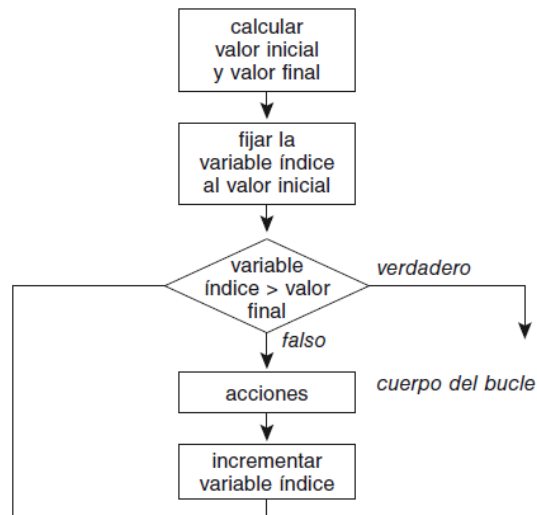 calcular
valor inicial
y valor final
fijar la
variable índice
al valor inicial
variable
índice > valor
final
verdadero
falso
acciones
cuerpo del bucle
incrementar
variable índice